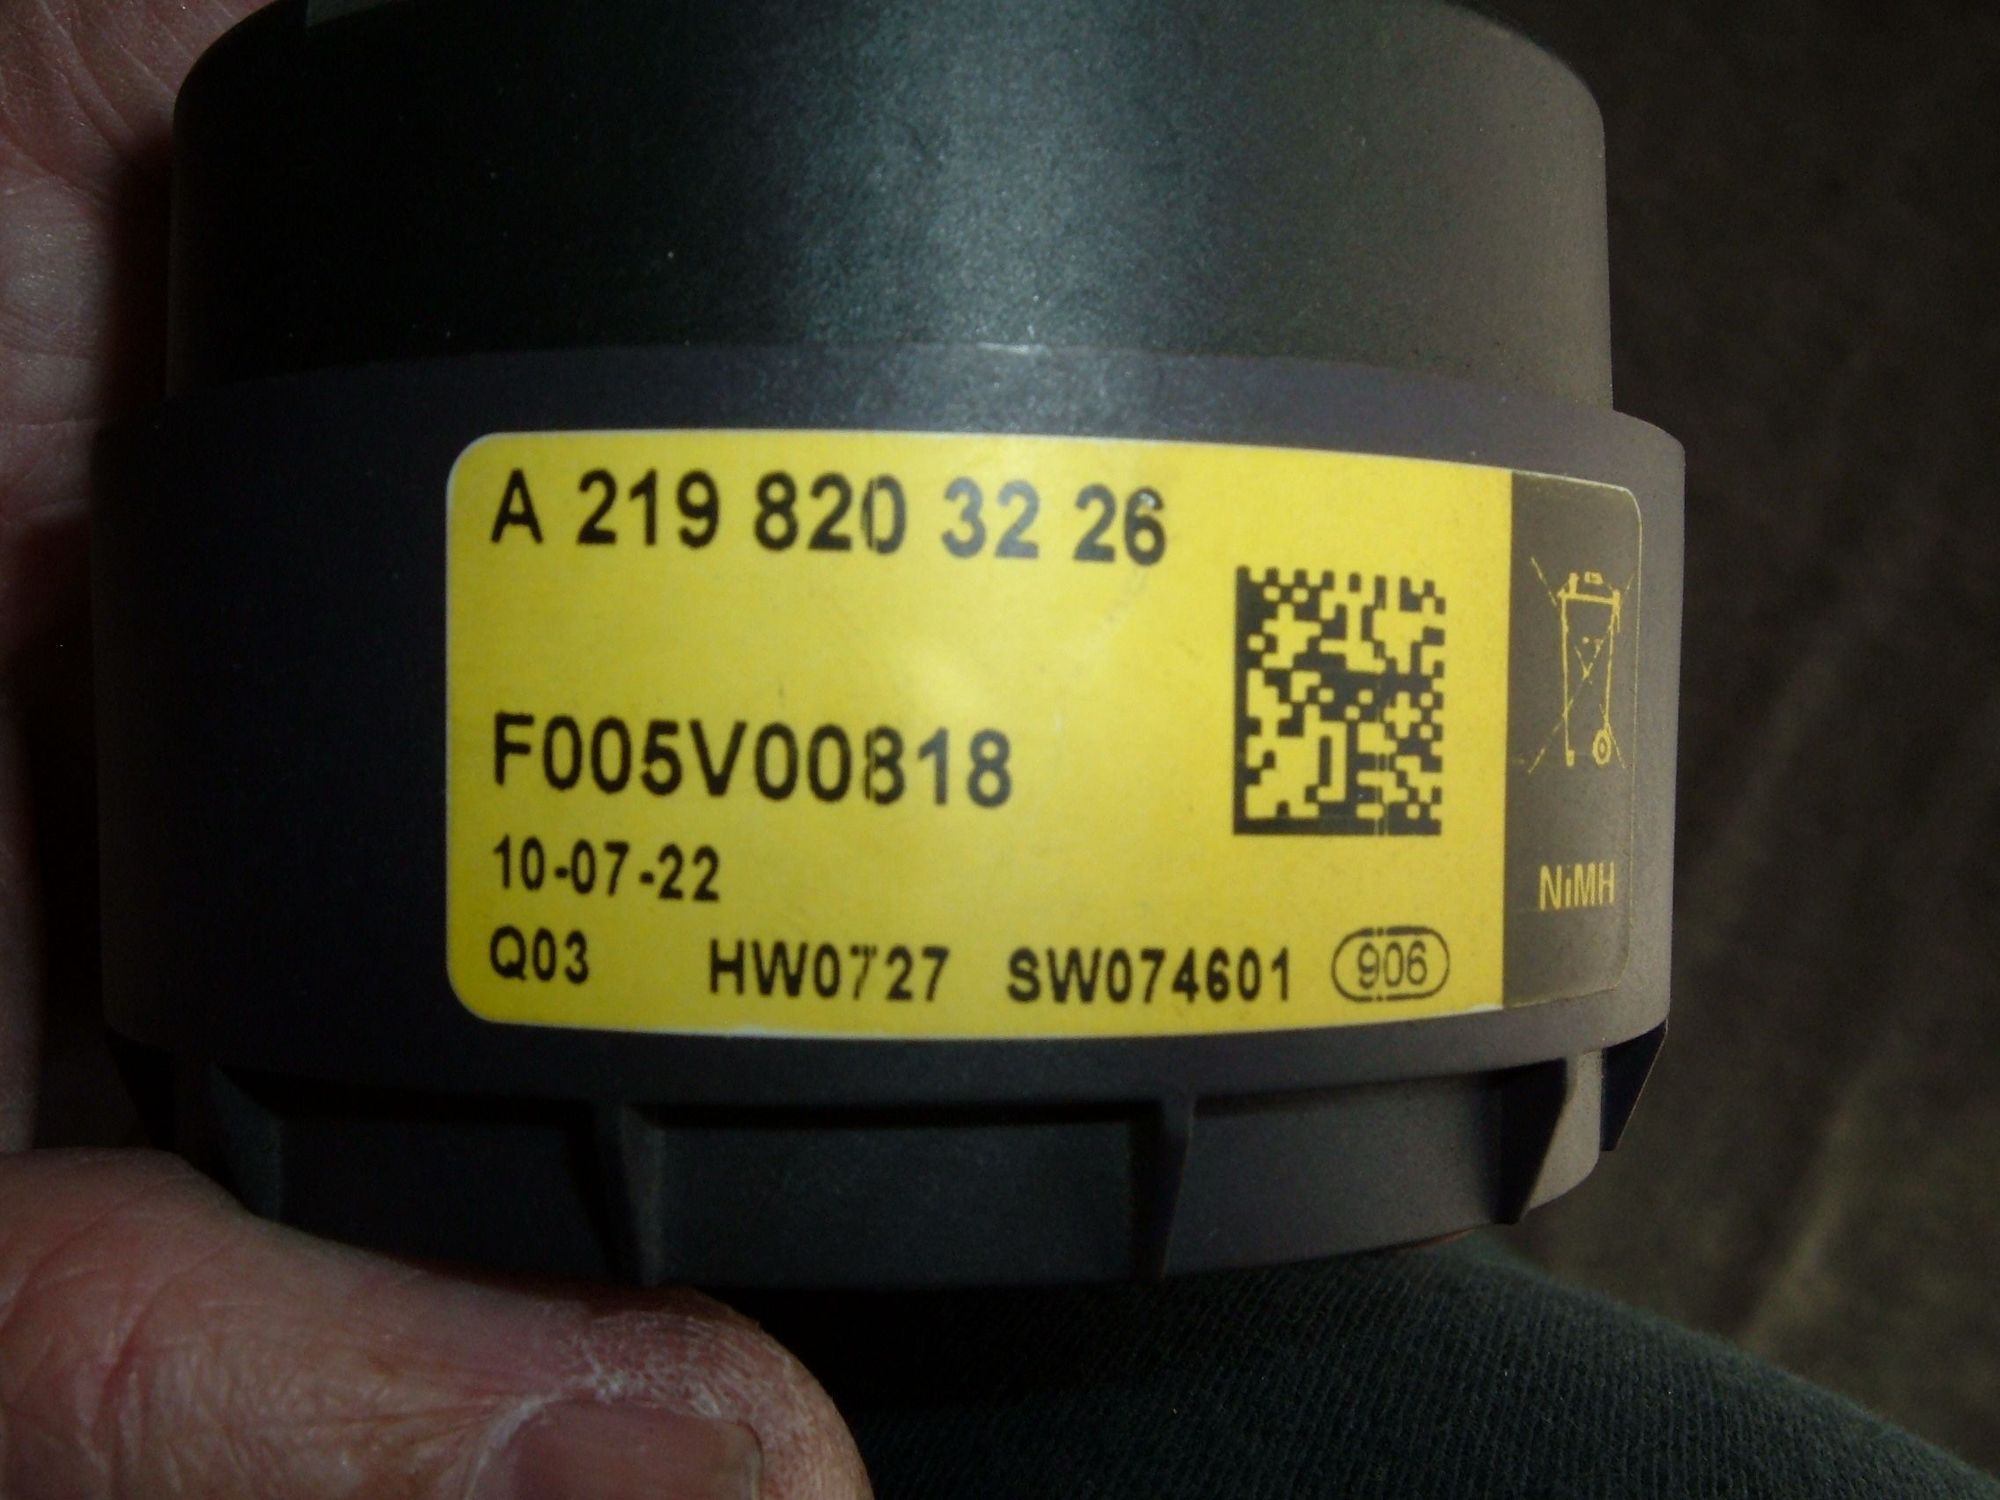 A 219 820 32 26
F005V00818
10-07-22
Q03 HW0727 SW074601 906
NiMH